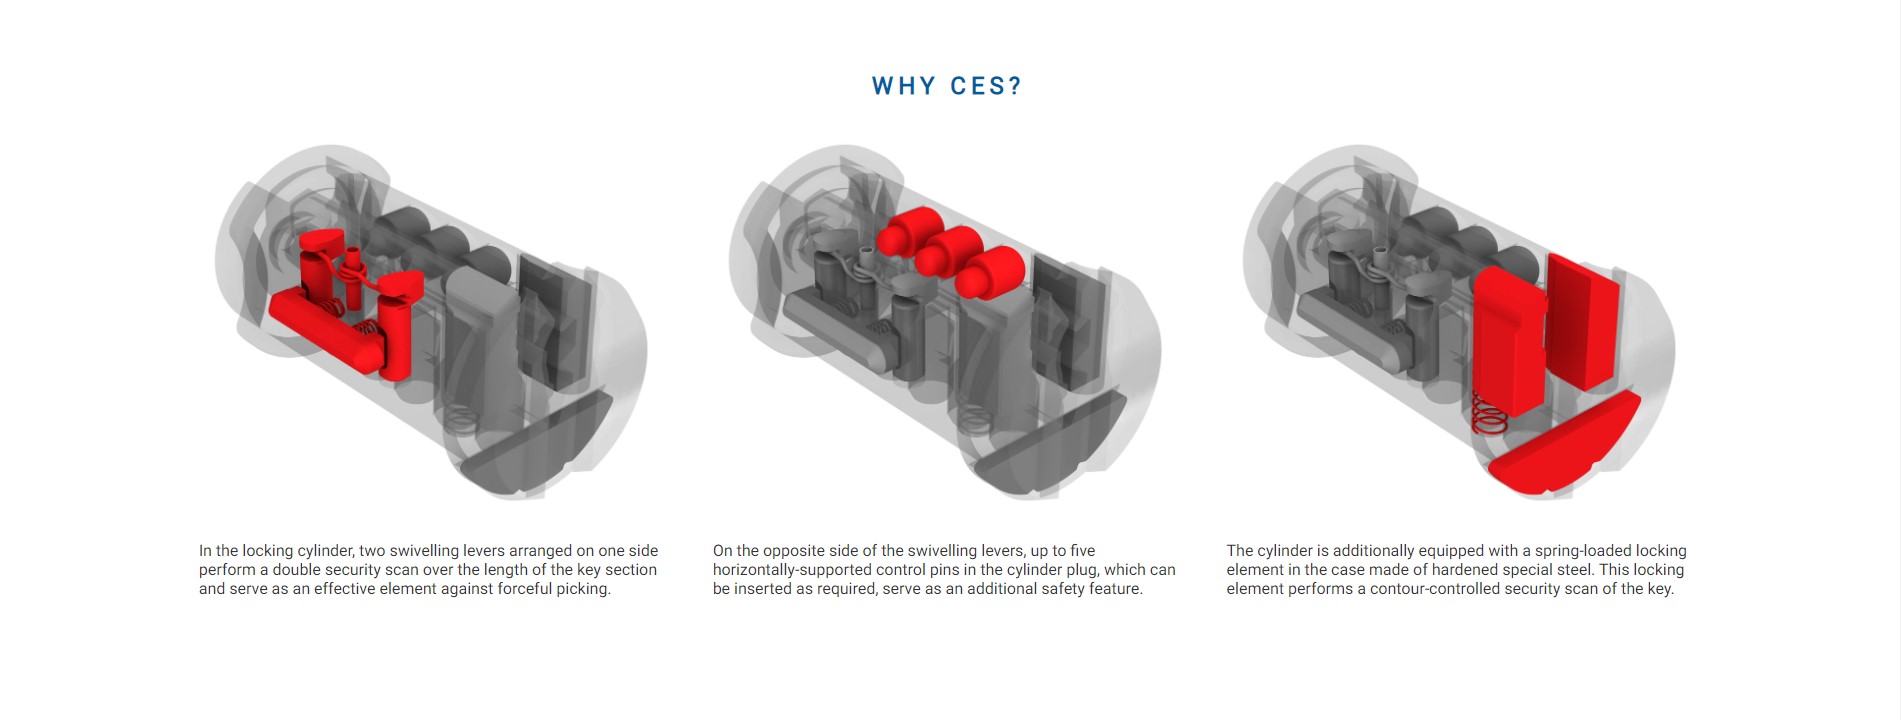 WHY CES?
In the locking cylinder, two swivelling levers arranged on one side
perform a double security scan over the length of the key section
and serve as an effective element against forceful picking.
On the opposite side of the swivelling levers, up to five
horizontally-supported control pins in the cylinder plug, which can
be inserted as required, serve as an additional safety feature.
The cylinder is additionally equipped with a spring-loaded locking
element in the case made of hardened special steel. This locking
element performs a contour-controlled security scan of the key.